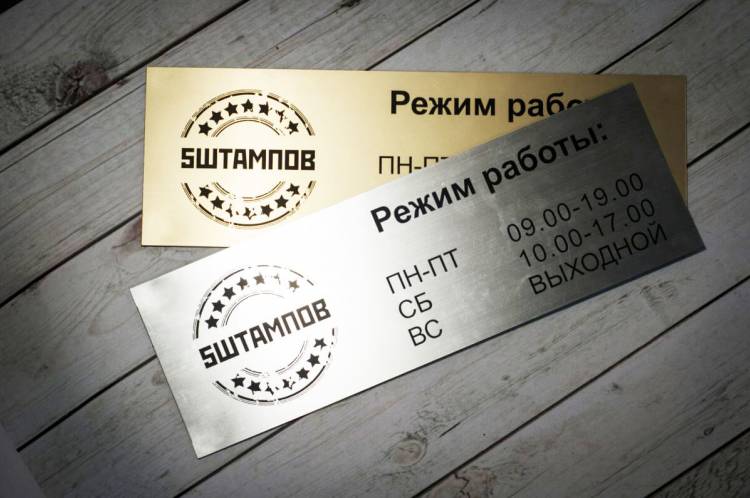 Режим рабо
5ШТАМПОВ
ПН-ПТ
Режим работы:
ПН-ПТ 09.00-19.00
СБ 10.00-17.00
ВС ВЫХОДНОЙ
5ШТАМПОВ